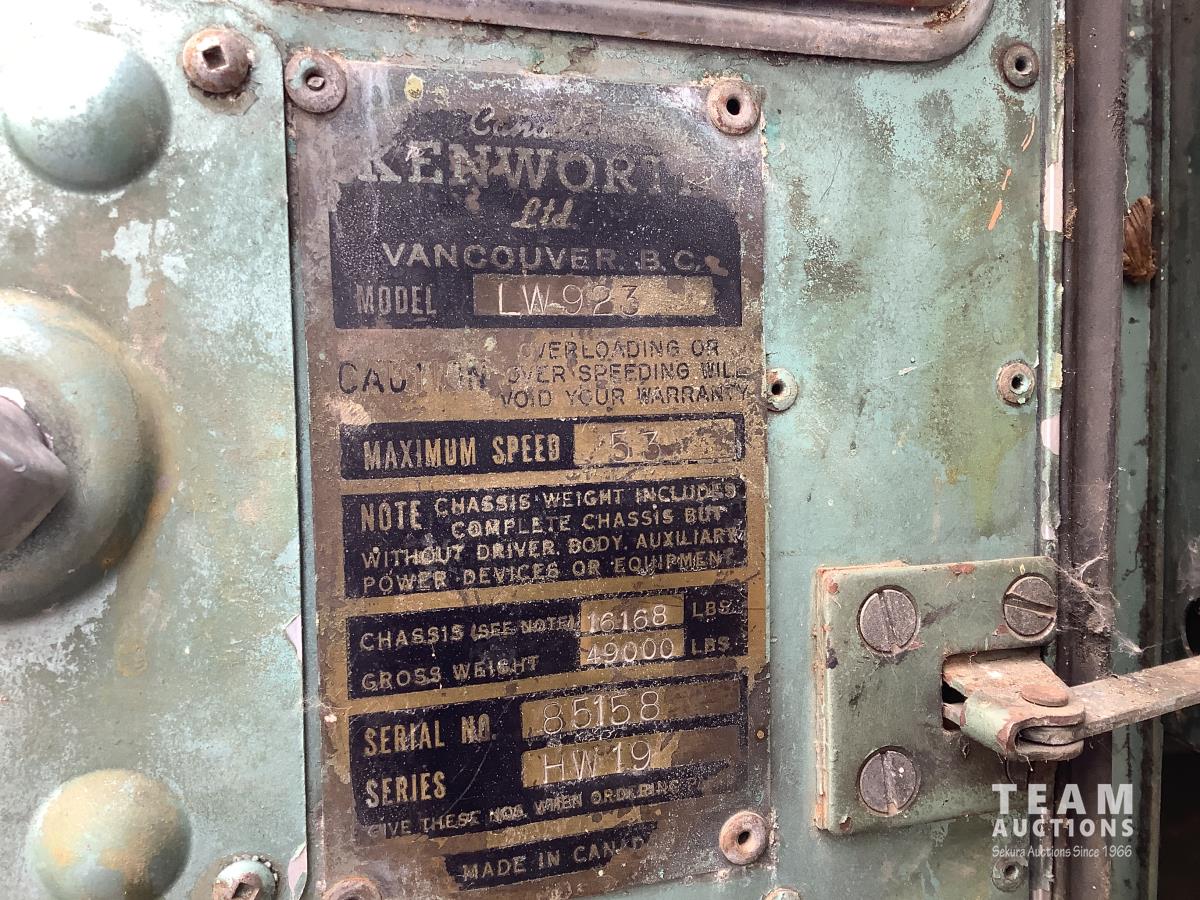 Canadian
KENWORTH
Ltd.
VANCOUVER B.C.
MODEL LW-923
CAUTION OVERLOADING OR
OVER SPEEDING WILL
VOID YOUR WARRANTY
MAXIMUM SPEED 53
NOTE CHASSIS WEIGHT INCLUDES
COMPLETE CHASSIS BUT
WITHOUT DRIVER, BODY, AUXILIARY
POWER DEVICES OR EQUIPMENT
CHASSIS (SEE NOTE) 16168 LBS.
GROSS WEIGHT 49000 LBS.
SERIAL NO. 85158
SERIES HW19
GIVE THESE NOS. WHEN ORDERING
MADE IN CANADA
TEAM
AUCTIONS
Sekura Auctions Since 1966